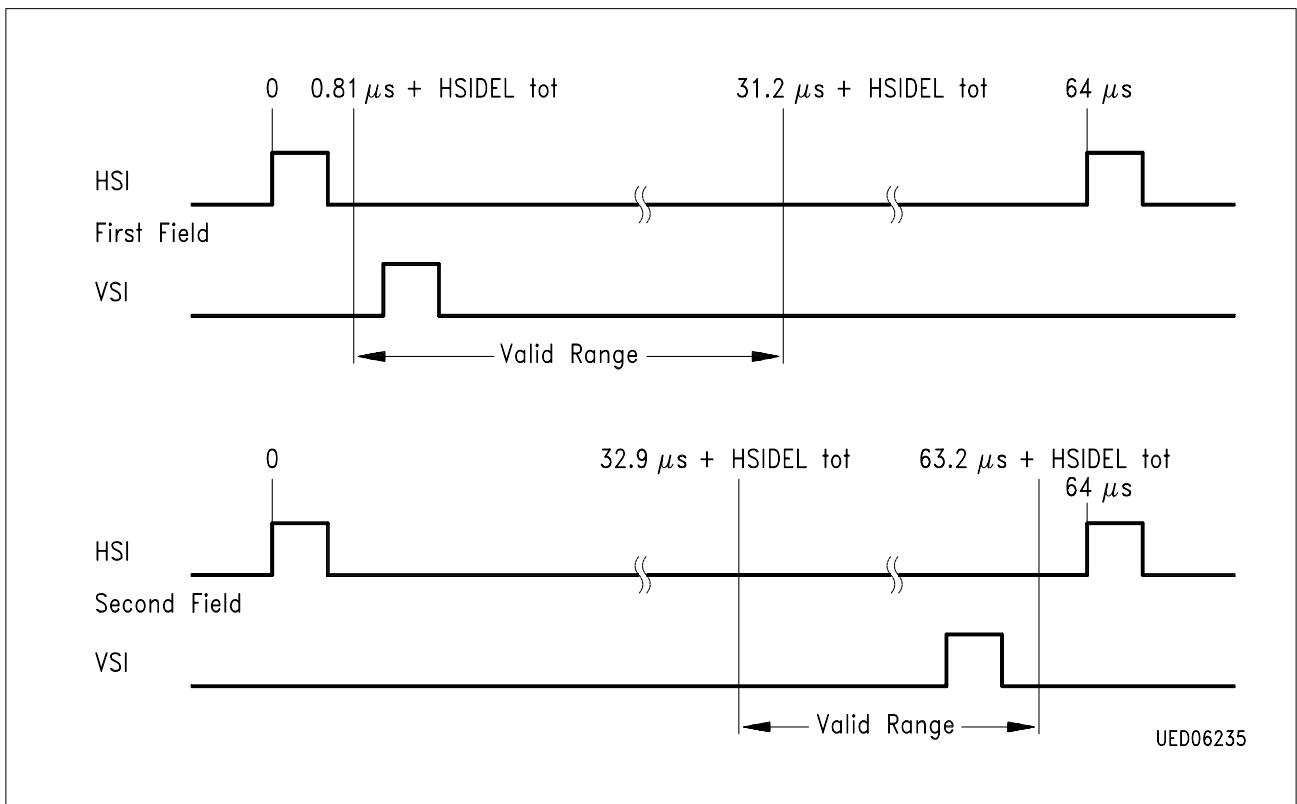 0 0.81 μs + HSIDEL tot 31.2 μs + HSIDEL tot 64 μs
HSI
First Field
VSI
Valid Range
0 32.9 μs + HSIDEL tot 63.2 μs + HSIDEL tot
64 μs
HSI
Second Field
VSI
Valid Range
UED06235